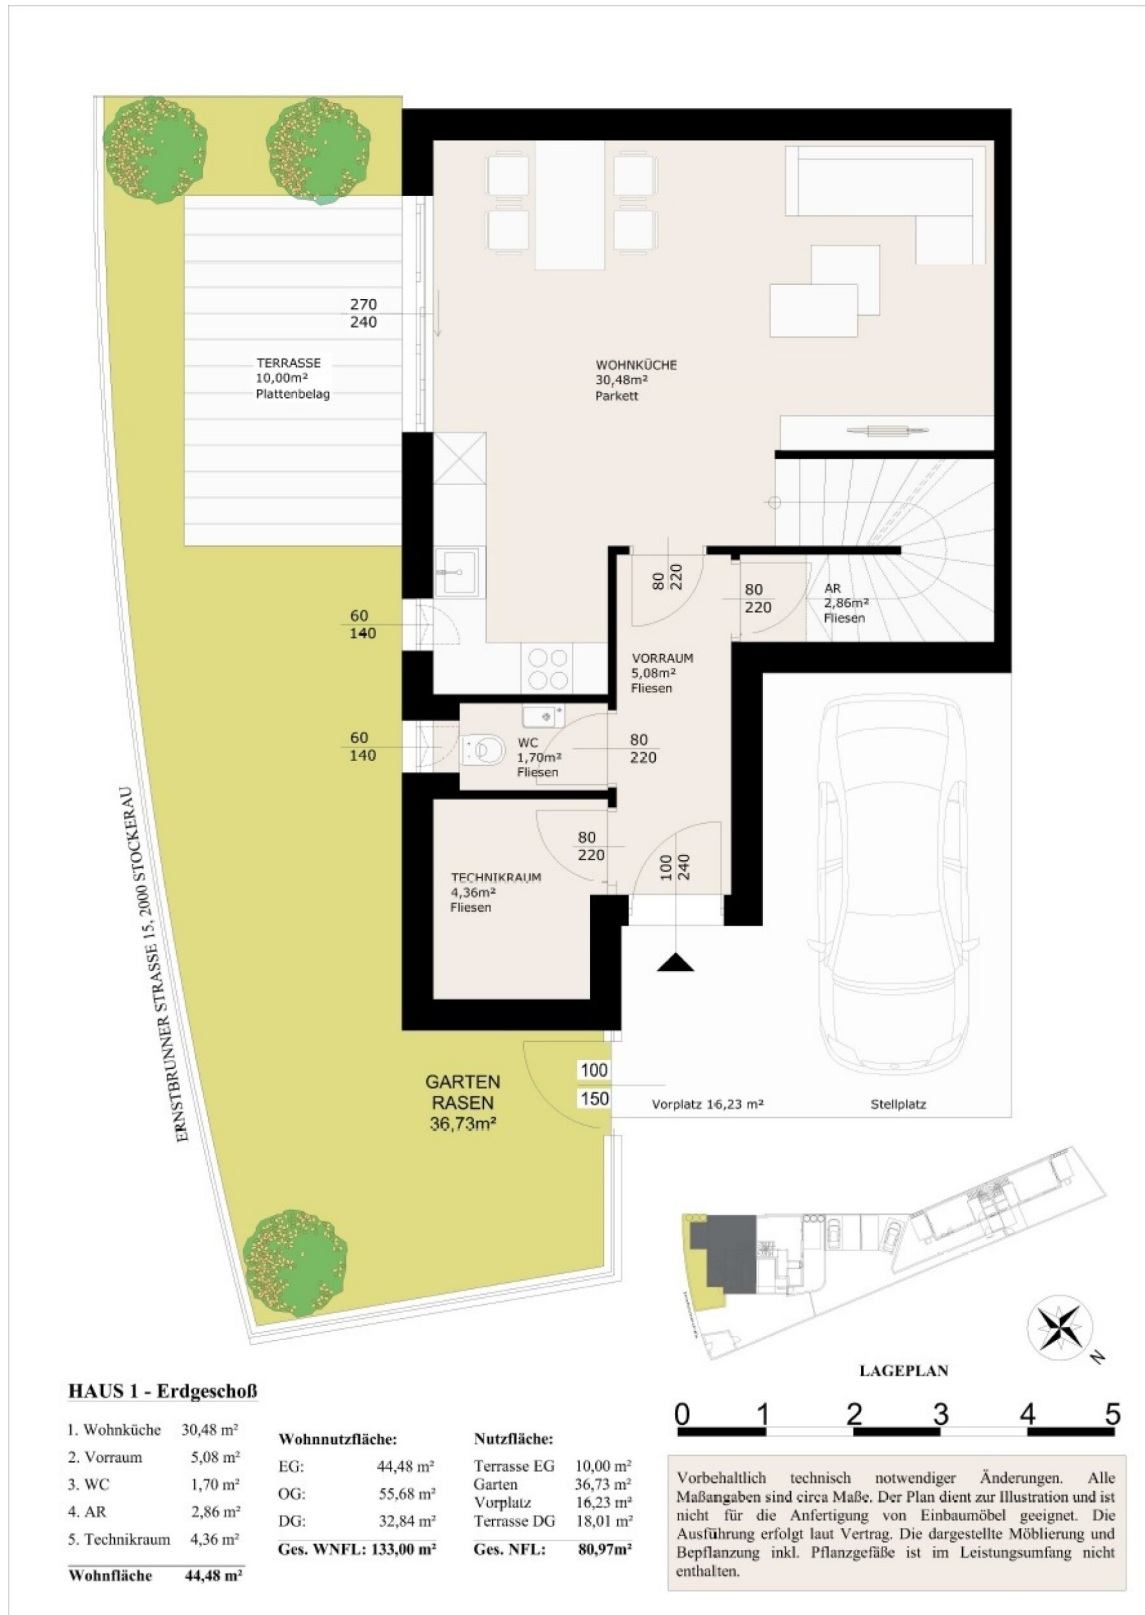 270
240
TERRASSE
10,00m²
Plattenbelag
WOHNKÜCHE
30,48m²
Parkett
80
220
80
220
AR
2,86m²
Fliesen
60
140
VORRAUM
5,08m²
Fliesen
60
140
WC
1,70m²
Fliesen
80
220
80
220
100
240
TECHNIKRAUM
4,36m²
Fliesen
ERNSTBRUNNER STRASSE 15, 2000 STOCKERAU
GARTEN
RASEN
36,73m²
100
150
Vorplatz 16,23 m²
Stellplatz
N
LAGEPLAN
0 1 2 3 4 5
HAUS 1 - Erdgeschoß
1. Wohnküche 30,48 m²
2. Vorraum 5,08 m²
3. WC 1,70 m²
4. AR 2,86 m²
5. Technikraum 4,36 m²
Wohnfläche 44,48 m²
Wohnnutzfläche:
EG: 44,48 m²
OG: 55,68 m²
DG: 32,84 m²
Ges. WNFL: 133,00 m²
Nutzfläche:
Terrasse EG 10,00 m²
Garten 36,73 m²
Vorplatz 16,23 m²
Terrasse DG 18,01 m²
Ges. NFL: 80,97m²
Vorbehaltlich technisch notwendiger Änderungen. Alle
Maßangaben sind circa Maße. Der Plan dient zur Illustration und ist
nicht für die Anfertigung von Einbaumöbel geeignet. Die
Ausführung erfolgt laut Vertrag. Die dargestellte Möblierung und
Bepflanzung inkl. Pflanzgefäße ist im Leistungsumfang nicht
enthalten.